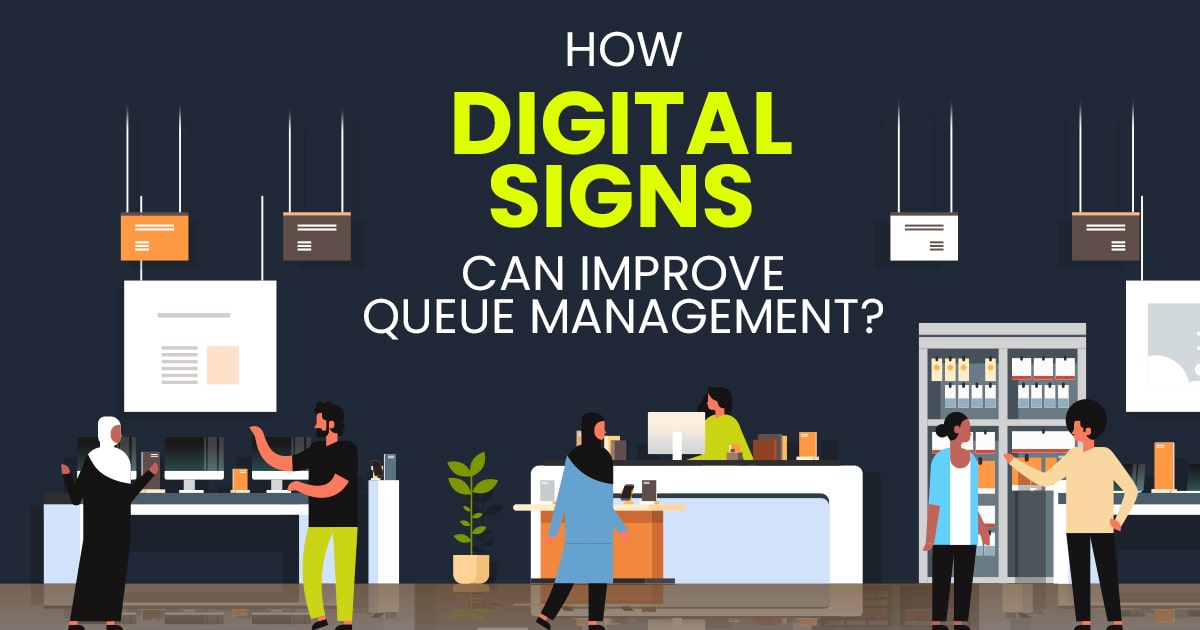 HOW
DIGITAL
SIGNS
CAN IMPROVE
QUEUE MANAGEMENT?